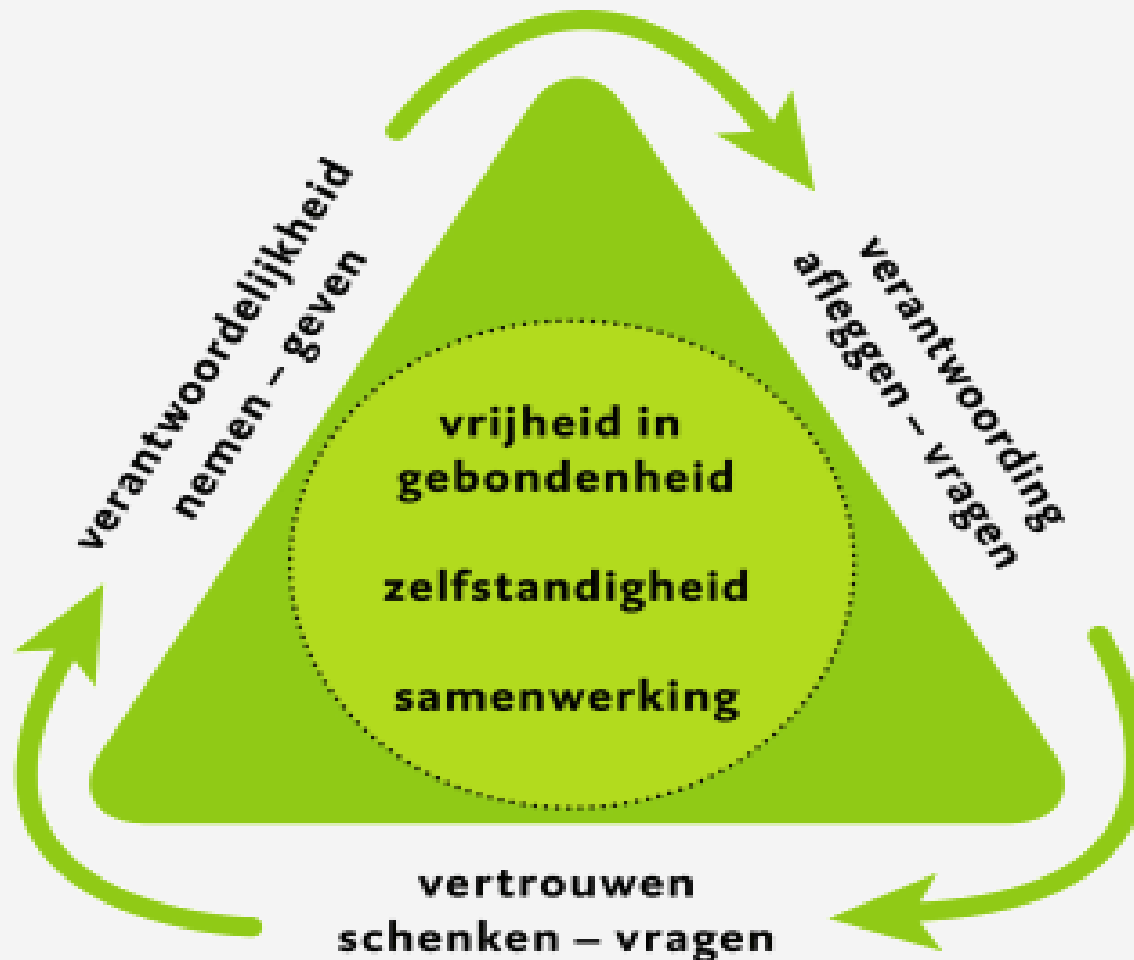 verantwoordelijkheid
nemen – geven
verantwoording
afleggen – vragen
vrijheid in
gebondenheid
zelfstandigheid
samenwerking
vertrouwen
schenken – vragen